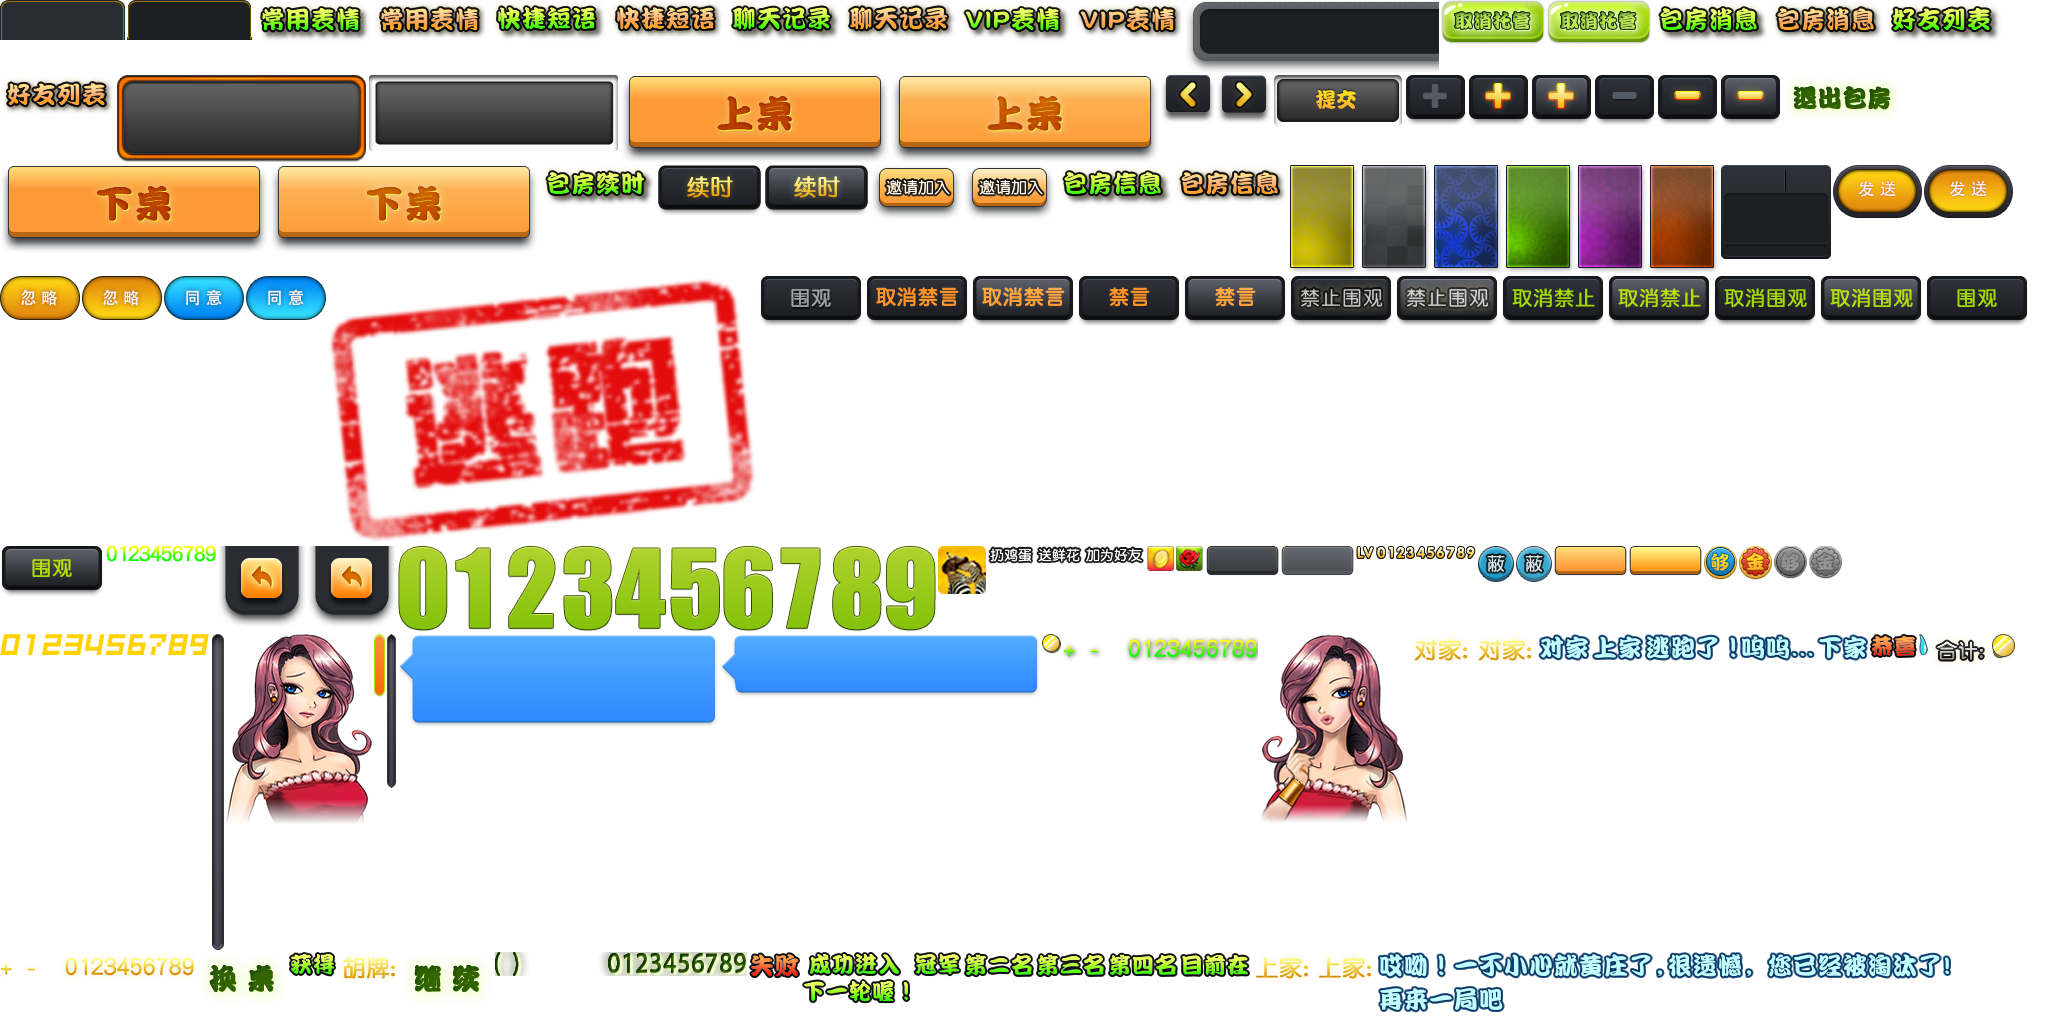 常用表情 常用表情 快捷短语 快捷短语 聊天记录 聊天记录 VIP表情 VIP表情 取消托管 取消托管 包房消息 包房消息 好友列表
好友列表 上桌 上桌 提交 退出包房
下桌 下桌 包房续时 续时 续时 邀请加入 邀请加入 包房信息 包房信息 发送 发送
忽略 忽略 同意 同意 逃跑 围观 取消禁言 取消禁言 禁言 禁言 禁止围观 禁止围观 取消禁止 取消禁止 取消围观 取消围观 围观
围观 0123456789 0123456789 扔鸡蛋 送鲜花 加为好友 LV0123456789 蔽 蔽 够 金 够 金
0123456789 + - 0123456789 对家: 对家: 对家 上家 逃跑了！呜呜... 下家 恭喜 合计:
+ - 0123456789 换桌 获得 胡牌: 继续 ( ) 0123456789 失败 成功进入 冠军 第二名 第三名 第四名 目前在 上家: 上家: 哎呦！一不小心就黄庄了,很遗憾，您已经被淘汰了!
下一轮喔！ 再来一局吧